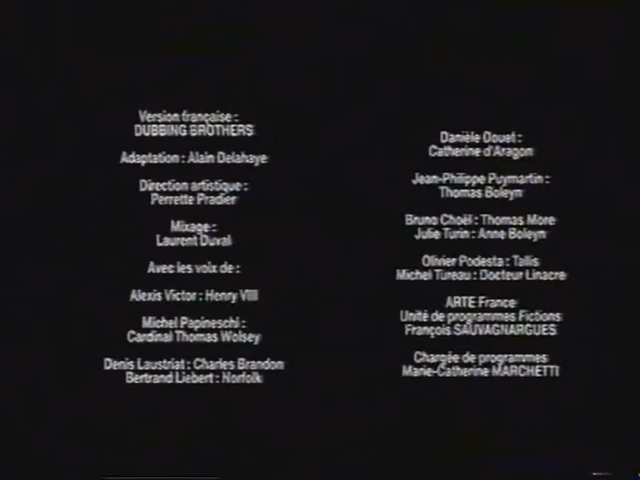 Version française :
DUBBING BROTHERS
Adaptation : Alain Delahaye
Direction artistique :
Perrette Pradier
Mixage :
Laurent Duval
Avec les voix de :
Alexis Victor : Henry VIII
Michel Papineschi :
Cardinal Thomas Wolsey
Denis Laustriat : Charles Brandon
Bertrand Liebert : Norfolk
Danièle Douet :
Catherine d'Aragon
Jean-Philippe Puymartin :
Thomas Boleyn
Bruno Choël : Thomas More
Julie Turin : Anne Boleyn
Olivier Podesta : Tallis
Michel Tureau : Docteur Linacre
ARTE France
Unité de programmes Fictions
François SAUVAGNARGUES
Chargée de programmes
Marie-Catherine MARCHETTI